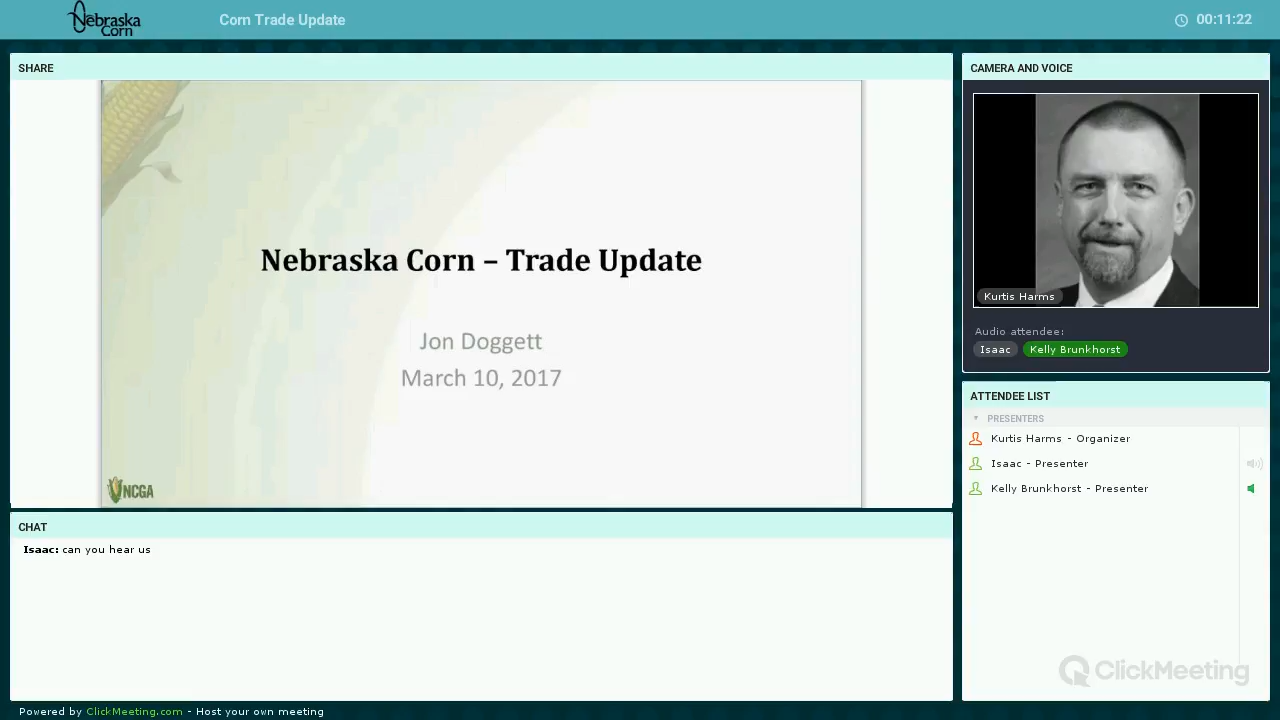 Nebraska
Corn
Corn Trade Update
00:11:22
SHARE
Nebraska Corn – Trade Update
Jon Doggett
March 10, 2017
NCGA
CAMERA AND VOICE
Kurtis Harms
Audio attendee:
Isaac
Kelly Brunkhorst
ATTENDEE LIST
PRESENTERS
Kurtis Harms - Organizer
Isaac - Presenter
Kelly Brunkhorst - Presenter
CHAT
Isaac: can you hear us
ClickMeeting
Powered by ClickMeeting.com - Host your own meeting